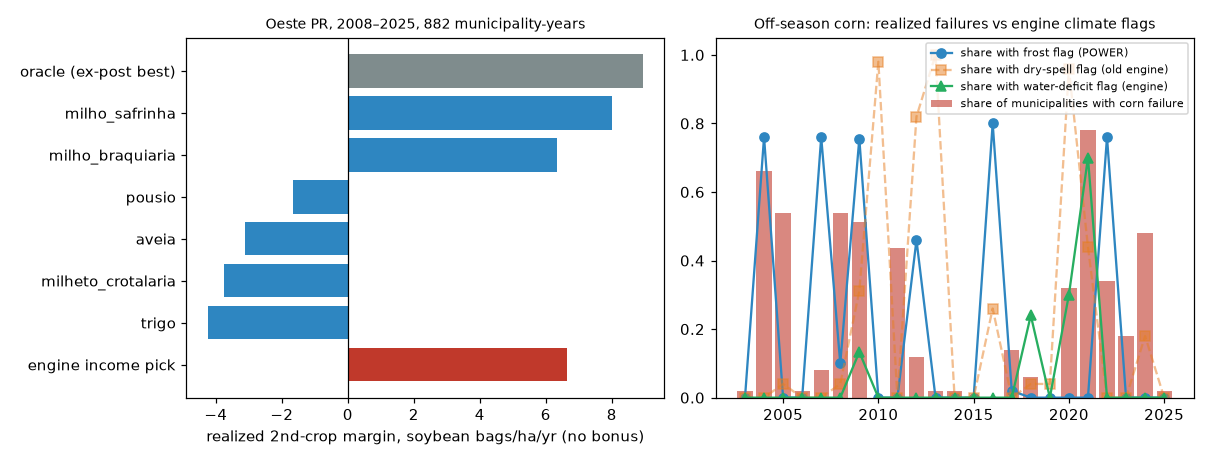 Oeste PR, 2008–2025, 882 municipality-years
oracle (ex-post best)
milho_safrinha
milho_braquiaria
pousio
aveia
milheto_crotalaria
trigo
engine income pick
−4
−2
0
2
4
6
8
realized 2nd-crop margin, soybean bags/ha/yr (no bonus)
Off-season corn: realized failures vs engine climate flags
share with frost flag (POWER)
share with dry-spell flag (old engine)
share with water-deficit flag (engine)
share of municipalities with corn failure
1.0
0.8
0.6
0.4
0.2
0.0
2005
2010
2015
2020
2025